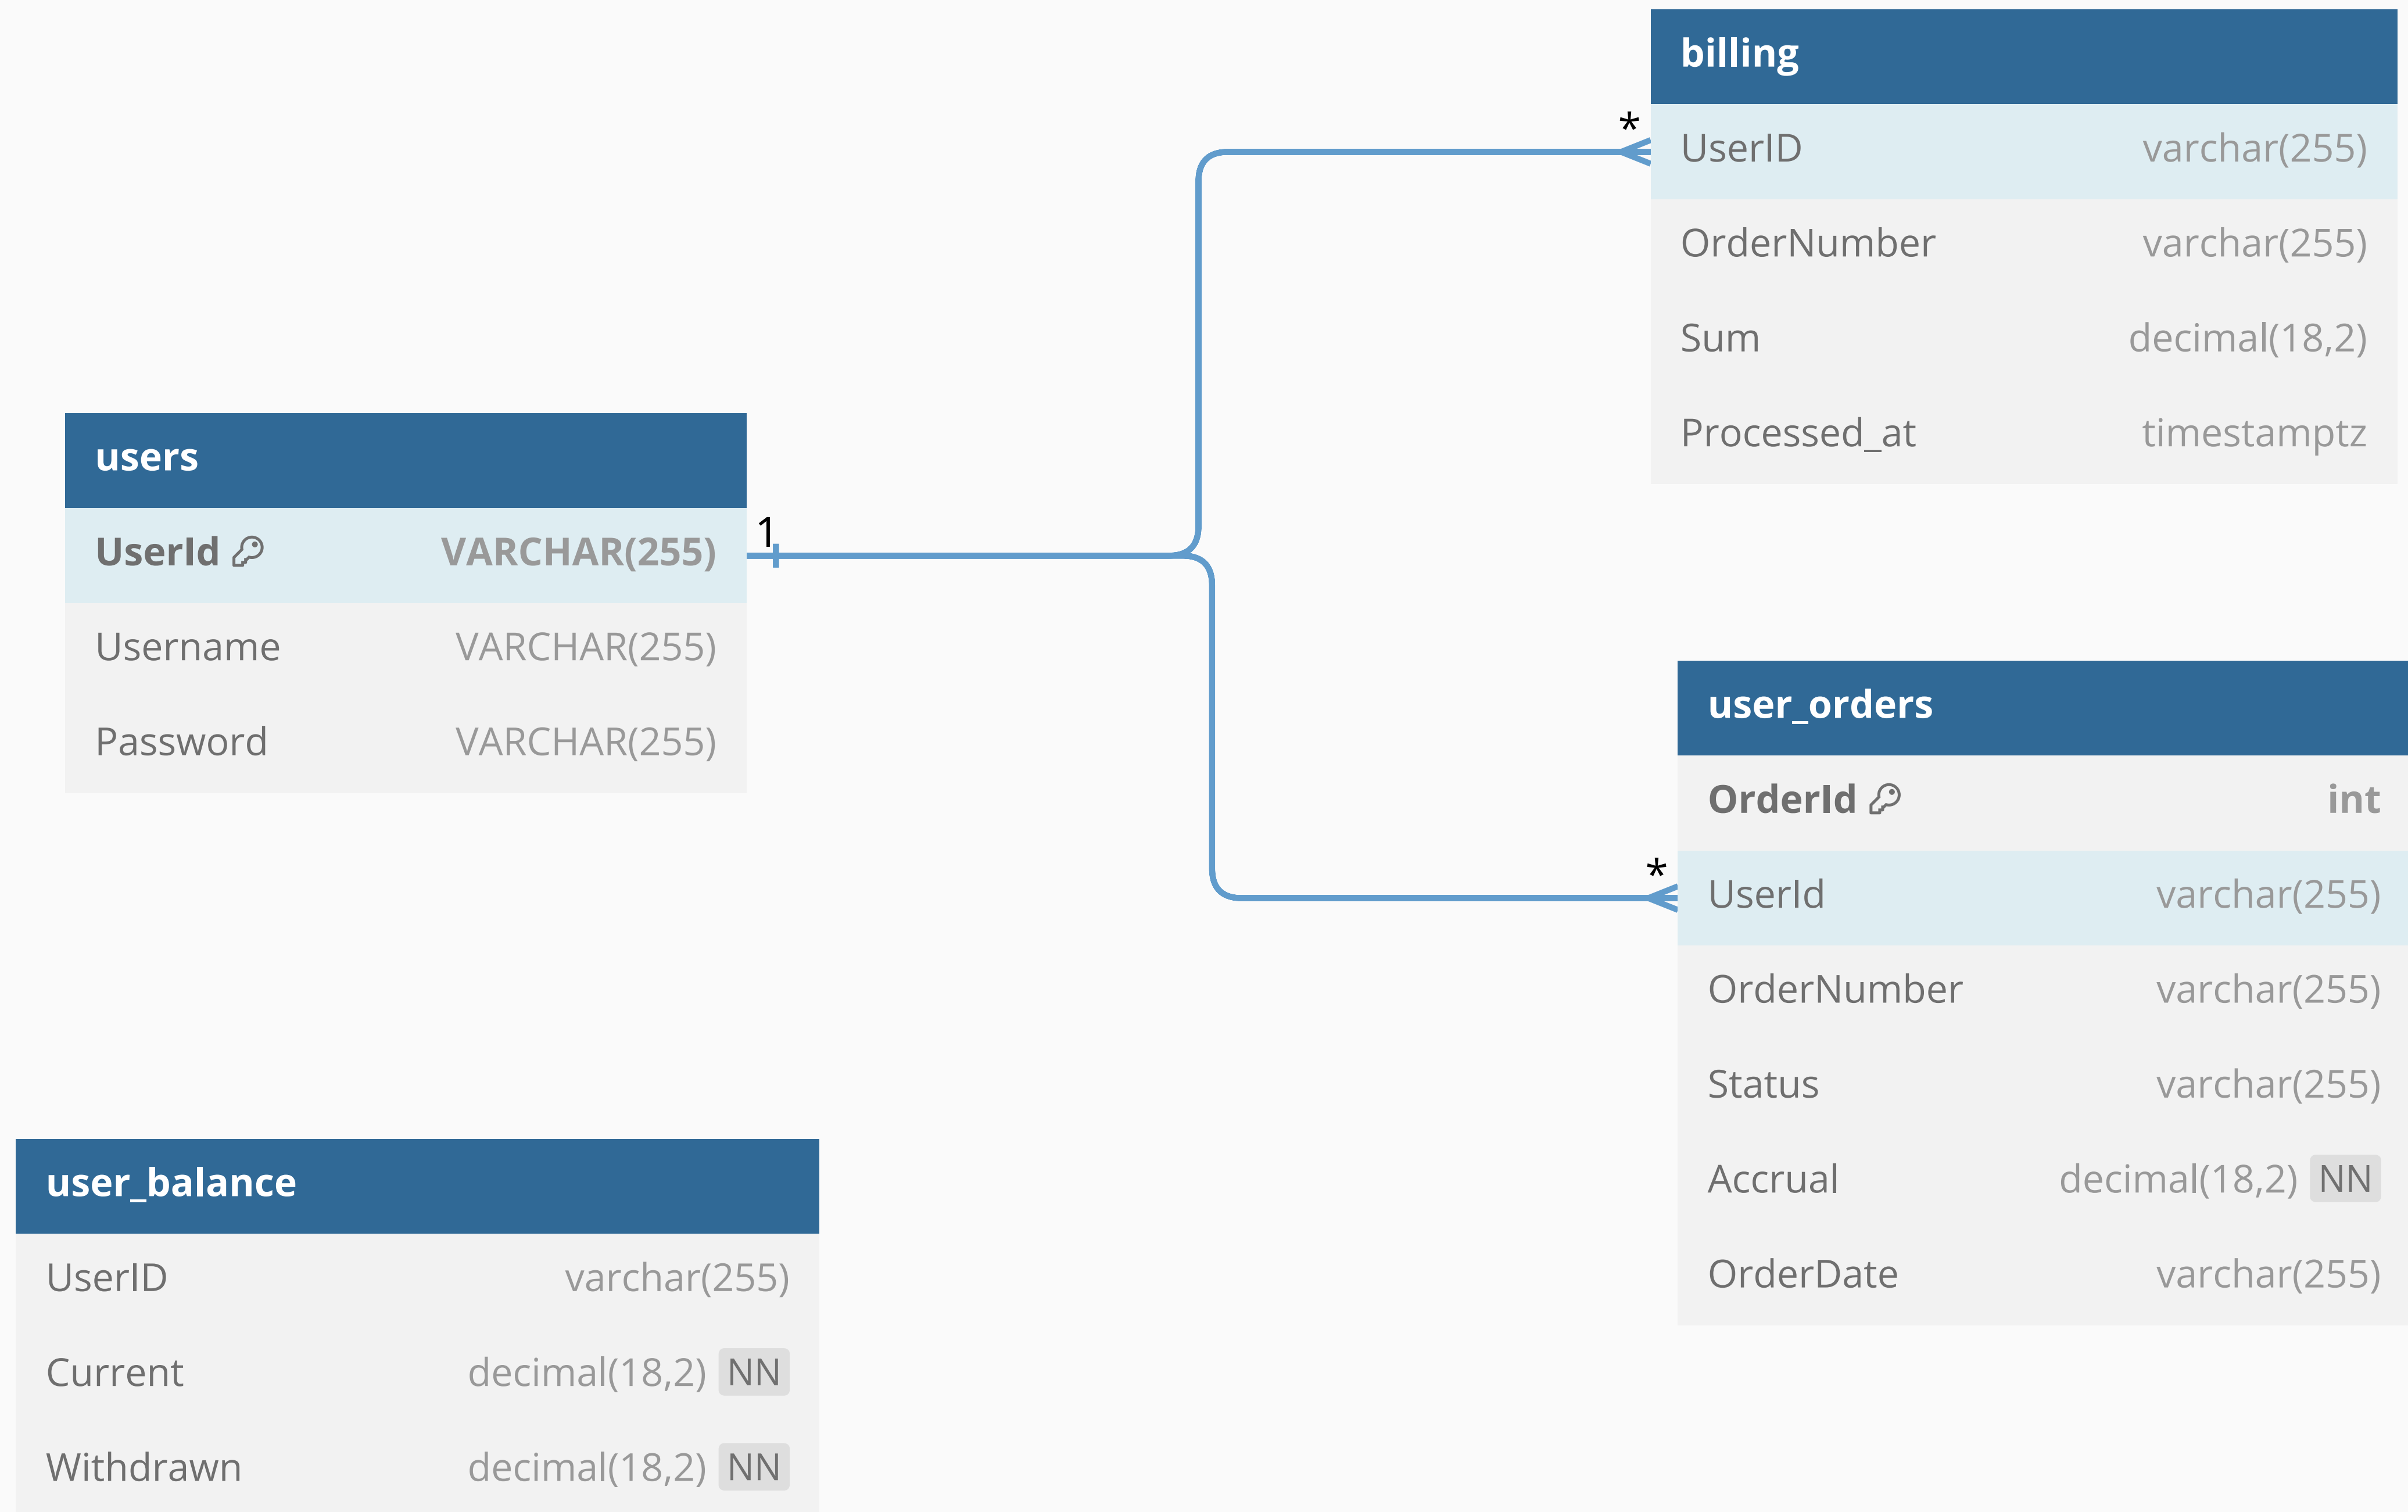 billing
*
UserID varchar(255)
OrderNumber varchar(255)
Sum decimal(18,2)
Processed_at timestamptz
users
1
UserId VARCHAR(255)
Username VARCHAR(255)
Password VARCHAR(255)
user_orders
OrderId int
*
UserId varchar(255)
OrderNumber varchar(255)
Status varchar(255)
Accrual decimal(18,2) NN
OrderDate varchar(255)
user_balance
UserID varchar(255)
Current decimal(18,2) NN
Withdrawn decimal(18,2) NN